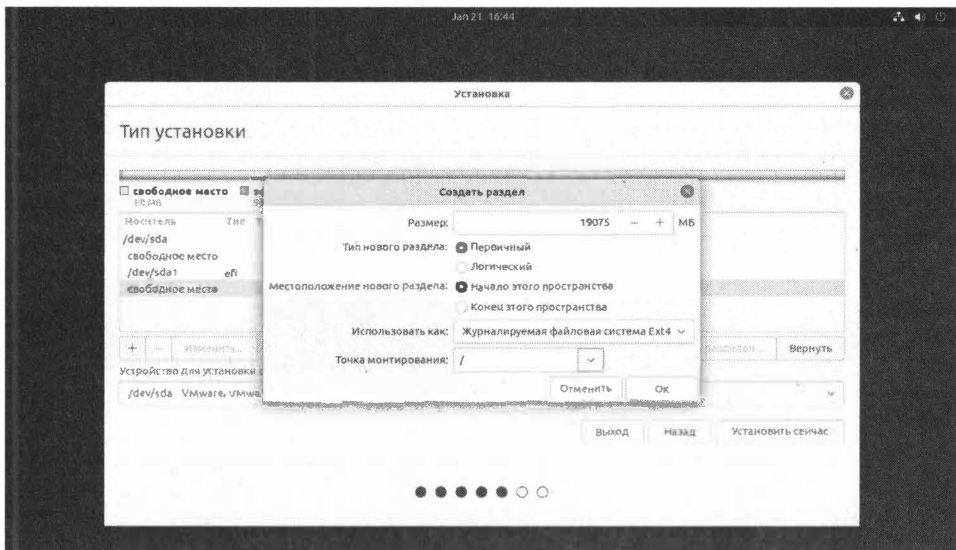 Jan 21 16:44
Установка
Тип установки
свободное место
Создать раздел
Размер: 19075 − + МБ
Носитель Тип
/dev/sda
Тип нового раздела: Первичный
свободное место
Логический
/dev/sda1 efi
свободное место
Местоположение нового раздела: Начало этого пространства
Конец этого пространства
Использовать как: Журналируемая файловая система Ext4
+ − Изменить... Вернуть
Точка монтирования: /
Устройство для установки
Отменить Ок
/dev/sda VMware, VMwa
Выход Назад Установить сейчас